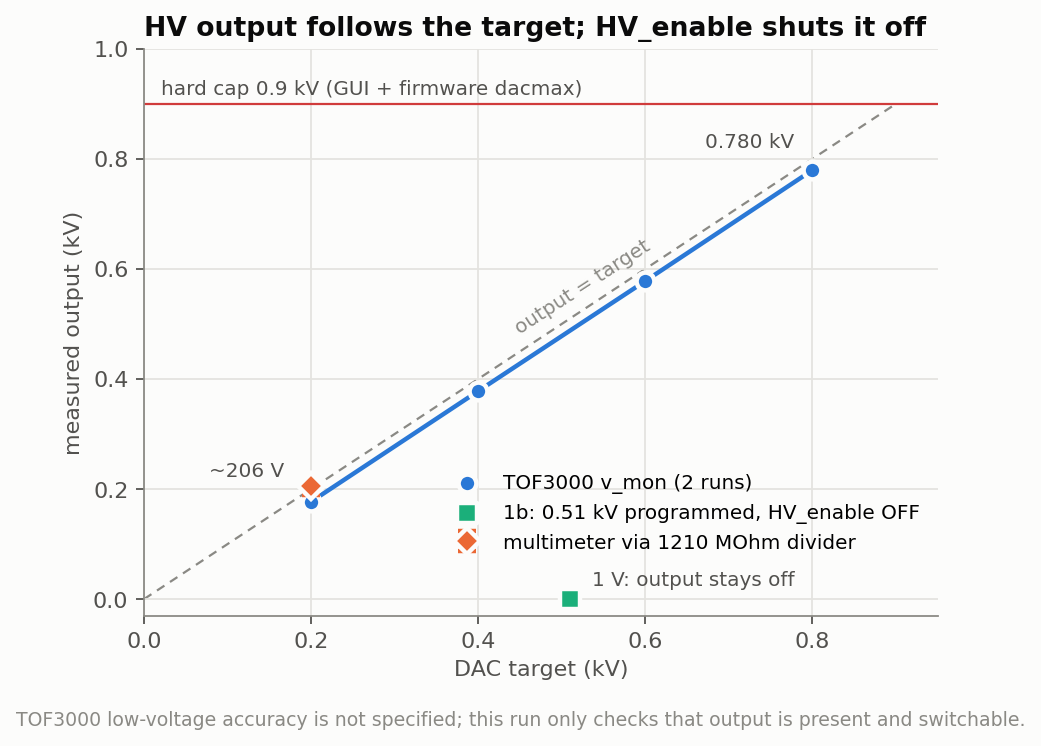 HV output follows the target; HV_enable shuts it off
1.0
hard cap 0.9 kV (GUI + firmware dacmax)
0.780 kV
0.8
measured output (kV)
0.6
output = target
0.4
~206 V
0.2
TOF3000 v_mon (2 runs)
1b: 0.51 kV programmed, HV_enable OFF
multimeter via 1210 MOhm divider
1 V: output stays off
0.0
0.0 0.2 0.4 0.6 0.8
DAC target (kV)
TOF3000 low-voltage accuracy is not specified; this run only checks that output is present and switchable.